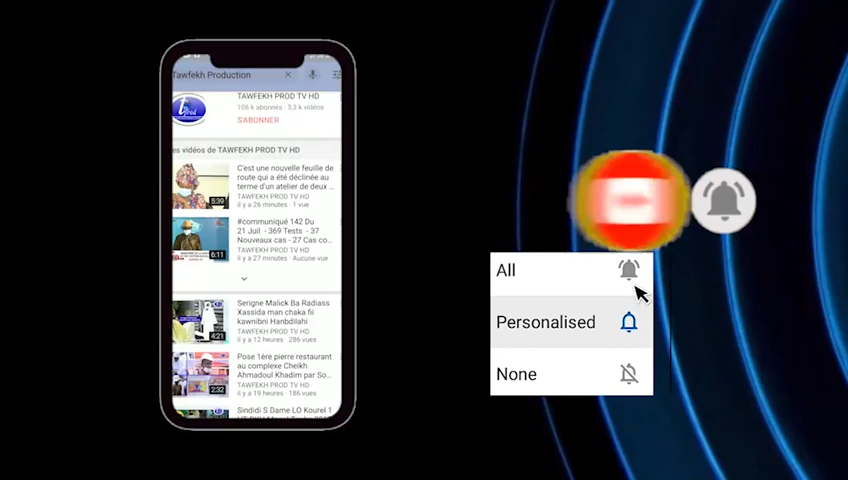 Tawfekh Production
TAWFEKH PROD TV HD
106 k abonnés · 3,3 k vidéos
S'ABONNER
es vidéos de TAWFEKH PROD TV HD
C'est une nouvelle feuille de
route qui a été déclinée au
terme d'un atelier de deux ...
TAWFEKH PROD TV HD
il y a 26 minutes · 1 vue
5:39
#communiqué 142 Du
21 Juil - 369 Tests - 37
Nouveaux cas - 27 Cas co...
TAWFEKH PROD TV HD
il y a 27 minutes · Aucune vue
6:11
Serigne Malick Ba Radiass
Xassida man chaka fii
kawnibni Hanbdilahi
TAWFEKH PROD TV HD
il y a 12 heures 286 vues
4:21
Pose 1ère pierre restaurant
au complexe Cheikh
Ahmadoul Khadim par So...
TAWFEKH PROD TV HD
il y a 19 heures · 186 vues
2:32
Sindidi S Dame LO Kourel 1
All
Personalised
None